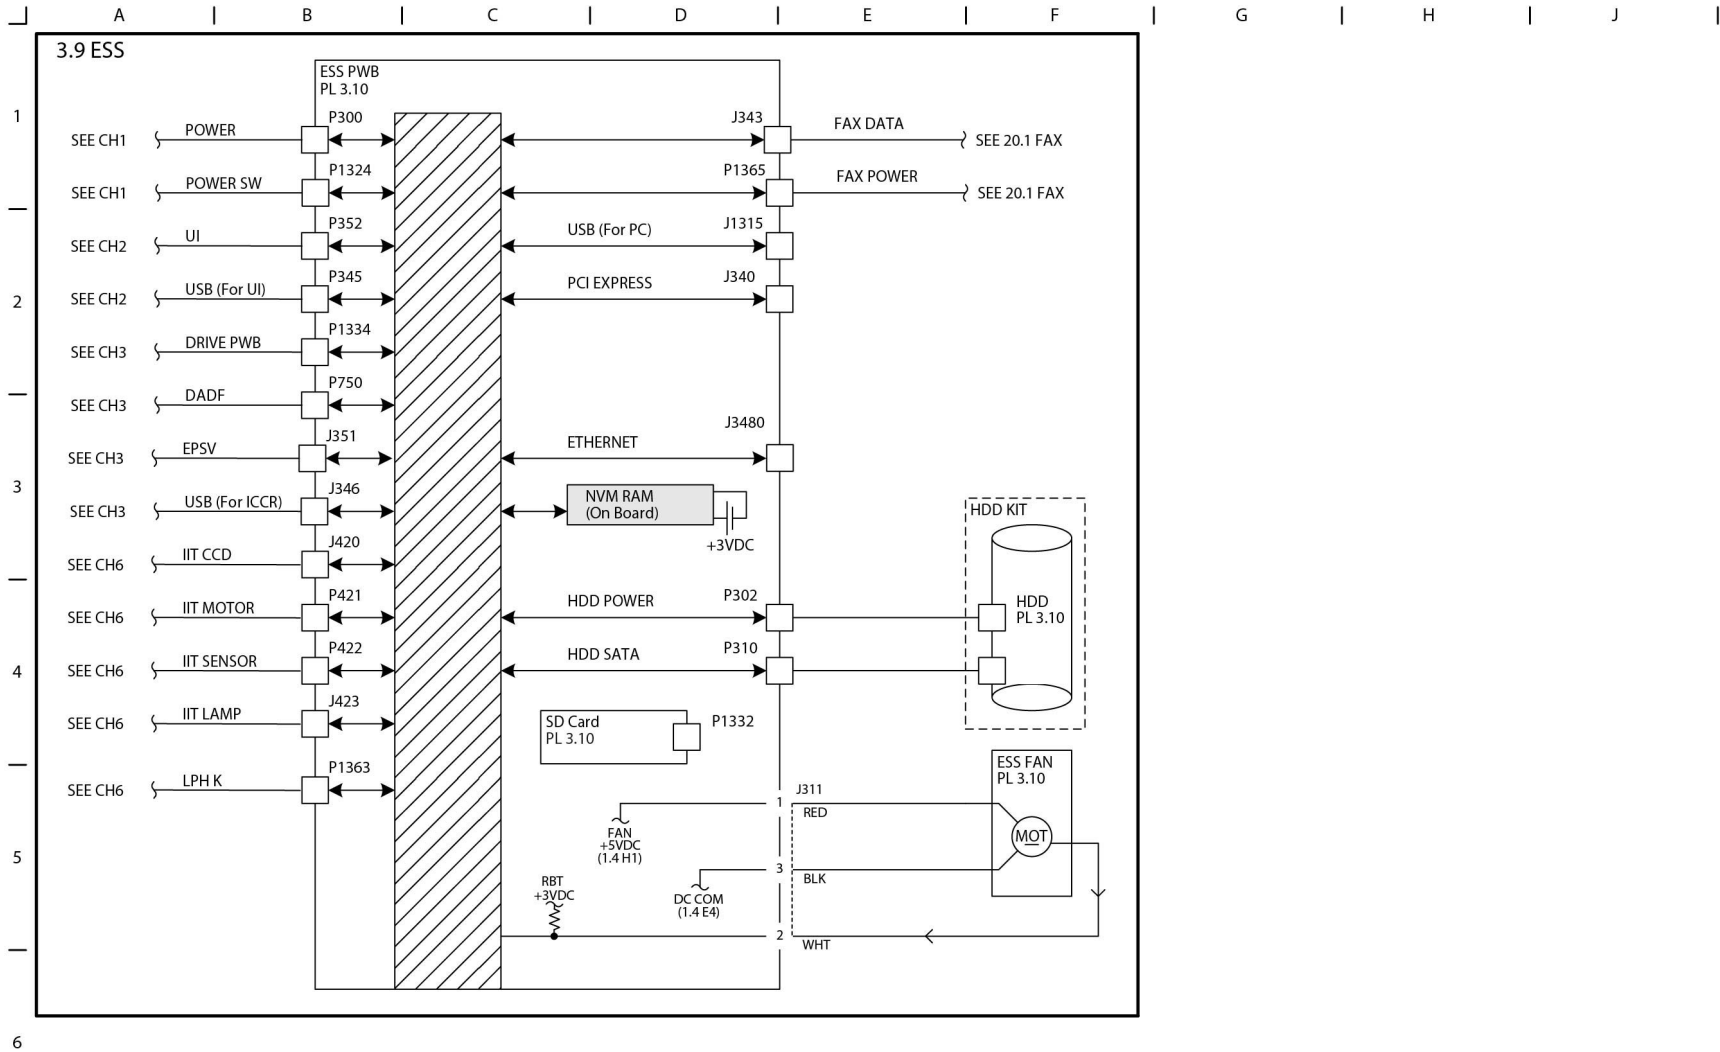 A B C D E F G H J
3.9 ESS
ESS PWB
PL 3.10
1
SEE CH1 POWER P300 J343 FAX DATA SEE 20.1 FAX
SEE CH1 POWER SW P1324 P1365 FAX POWER SEE 20.1 FAX
SEE CH2 UI P352 USB (For PC) J1315
2
SEE CH2 USB (For UI) P345 PCI EXPRESS J340
SEE CH3 DRIVE PWB P1334
SEE CH3 DADF P750
SEE CH3 EPSV J351 ETHERNET J3480
3
SEE CH3 USB (For ICCR) J346
NVM RAM
(On Board)
+3VDC
HDD KIT
SEE CH6 IIT CCD J420
SEE CH6 IIT MOTOR P421 HDD POWER P302
HDD
PL 3.10
4
SEE CH6 IIT SENSOR P422 HDD SATA P310
SEE CH6 IIT LAMP J423
SD Card
PL 3.10
P1332
SEE CH6 LPH K P1363
ESS FAN
PL 3.10
MOT
J311
1 RED
FAN
+5VDC
(1.4 H1)
5
3 BLK
DC COM
(1.4 E4)
RBT
+3VDC
2 WHT
6